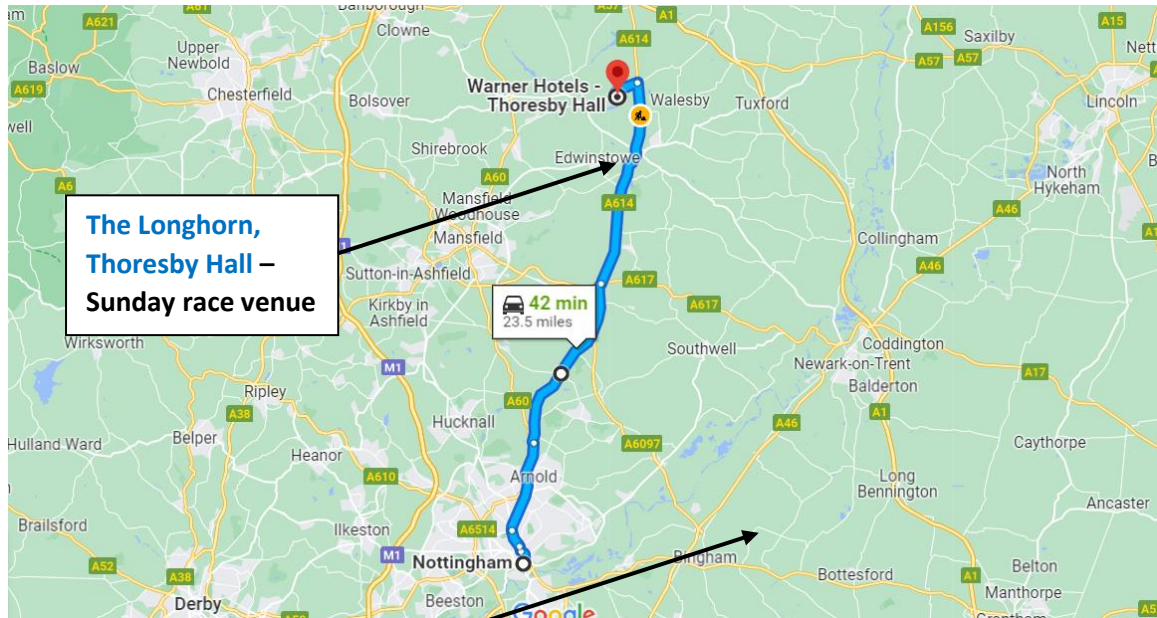 A61
A621
Upper
Newbold
Clowne
A57
A1
A614
A156
Saxilby
A15
A57
A57
Baslow
A619
Chesterfield
Bolsover
Warner Hotels -
Thoresby Hall
Walesby
Tuxford
Lincoln
Shirebrook
Edwinstowe
A60
North
Hykeham
A6
Mansfield
Woodhouse
A614
A46
The Longhorn,
Thoresby Hall –
Sunday race venue
Mansfield
Collingham
A46
Sutton-in-Ashfield
A617
A617
Kirkby in
Ashfield
42 min
23.5 miles
Wirksworth
Southwell
Coddington
Newark-on-Trent
Balderton
M1
A17
Ripley
A38
A60
A1
Hucknall
A46
Hulland Ward
Belper
A6097
Caythorpe
Heanor
A610
Arnold
Long
Bennington
Ancaster
Brailsford
Ilkeston
A6514
M1
Nottingham
Bingham
A52
A38
Bottesford
A1
Belton
Manthorpe
Derby
Beeston
Google
Grantham